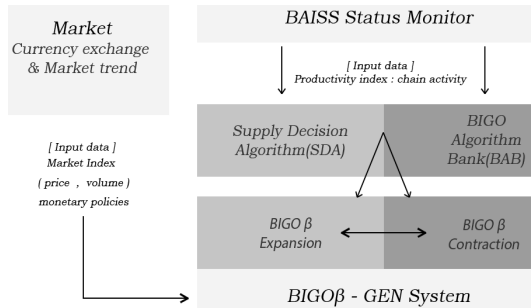 Market
Currency exchange
& Market trend
[ Input data ]
Market Index
( price , volume )
monetary policies
BAISS Status Monitor
[ Input data ]
Productivity index : chain activity
Supply Decision
Algorithm(SDA)
BIGO
Algorithm
Bank(BAB)
BIGO β
Expansion
BIGO β
Contraction
BIGOβ - GEN System